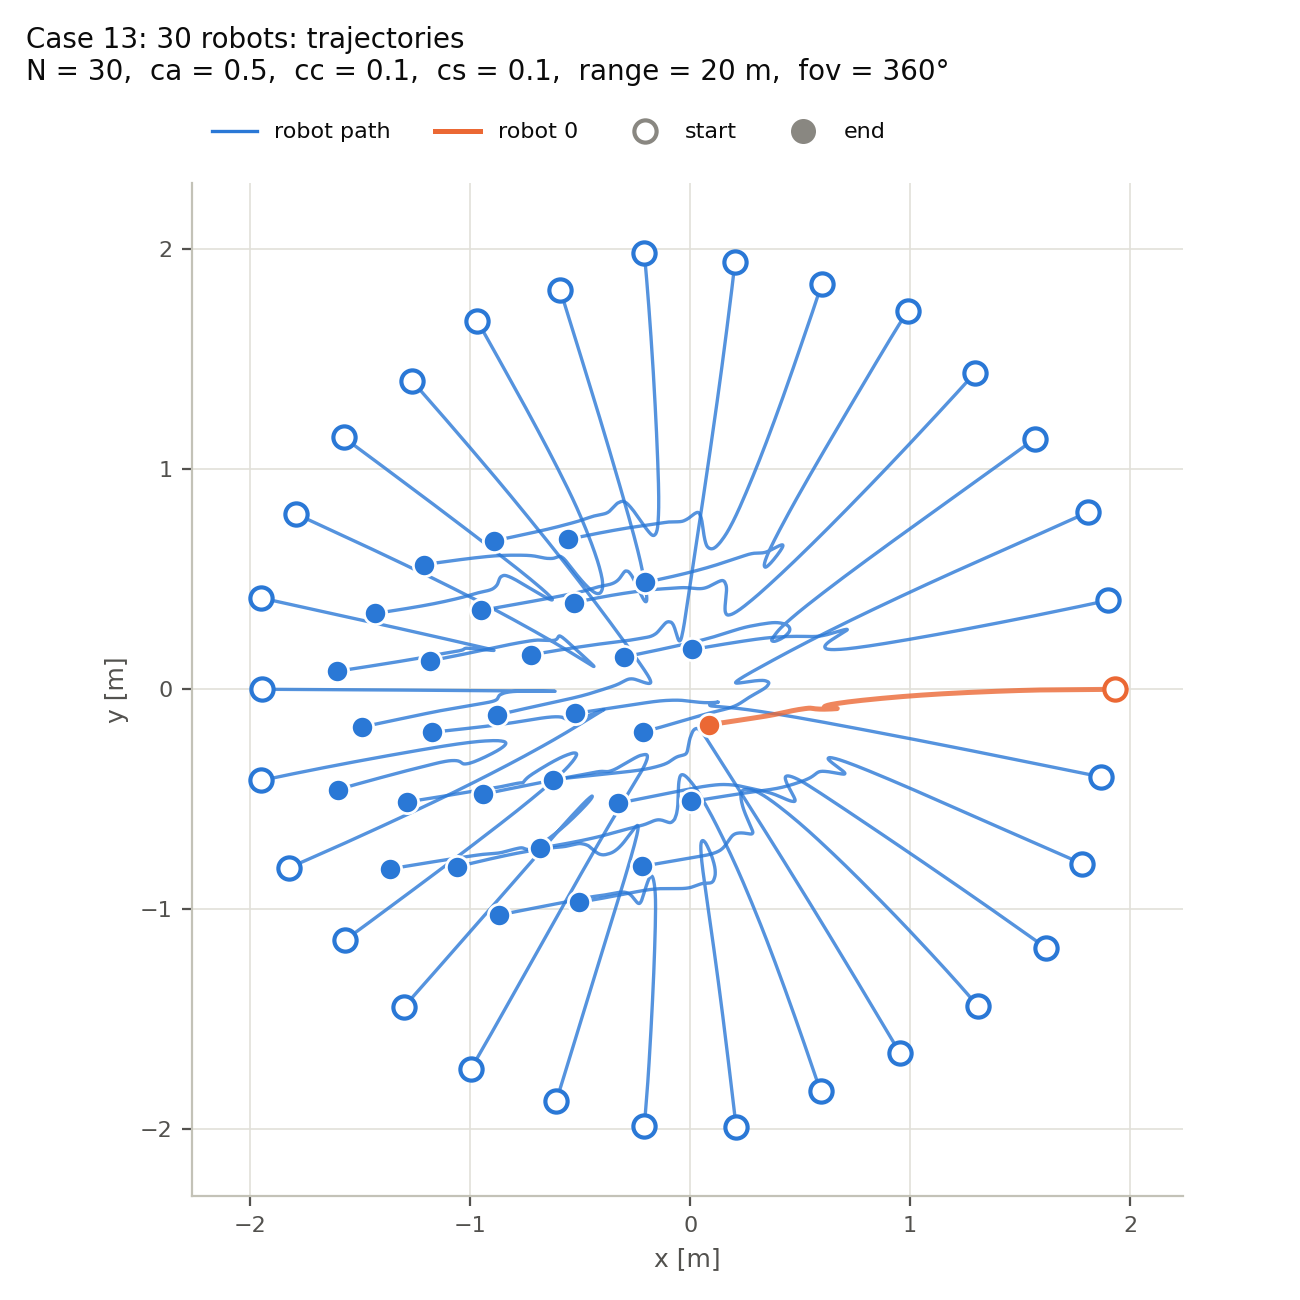 Case 13: 30 robots: trajectories
N = 30, ca = 0.5, cc = 0.1, cs = 0.1, range = 20 m, fov = 360°
robot path robot 0 start end
2
1
0
−1
−2
y [m]
−2 −1 0 1 2
x [m]